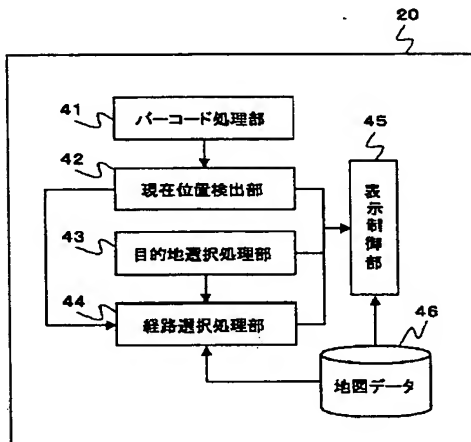 20
41
バーコード処理部
42
現在位置検出部
43
目的地選択処理部
44
経路選択処理部
45
表示制御部
46
地図データ